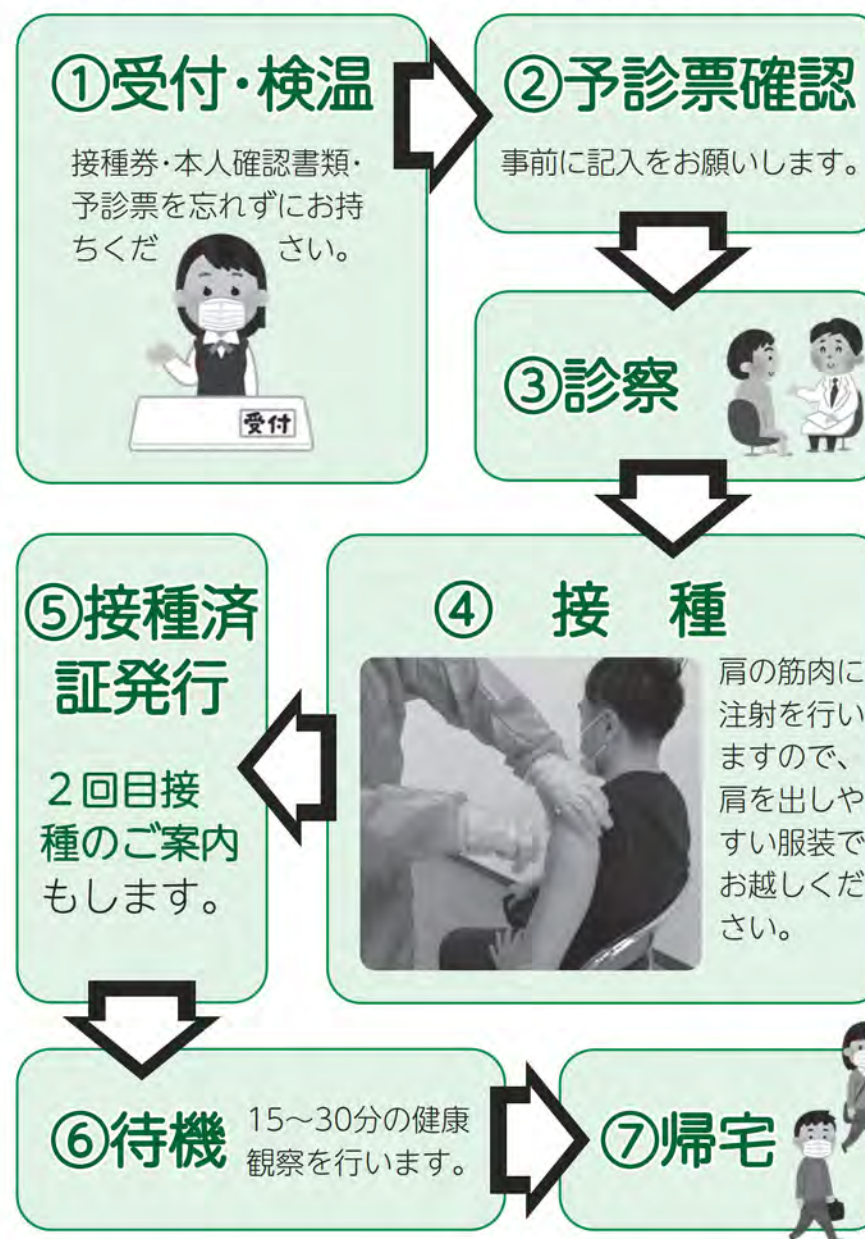 ①受付・検温
接種券・本人確認書類・
予診票を忘れずにお持
ちくだ さい。
受付
②予診票確認
事前に記入をお願いします。
③診察
④ 接 種
肩の筋肉に
注射を行い
ますので、
肩を出しや
すい服装で
お越しくだ
さい。
⑤接種済
証発行
2回目接
種のご案内
もします。
⑥待機
15～30分の健康
観察を行います。
⑦帰宅